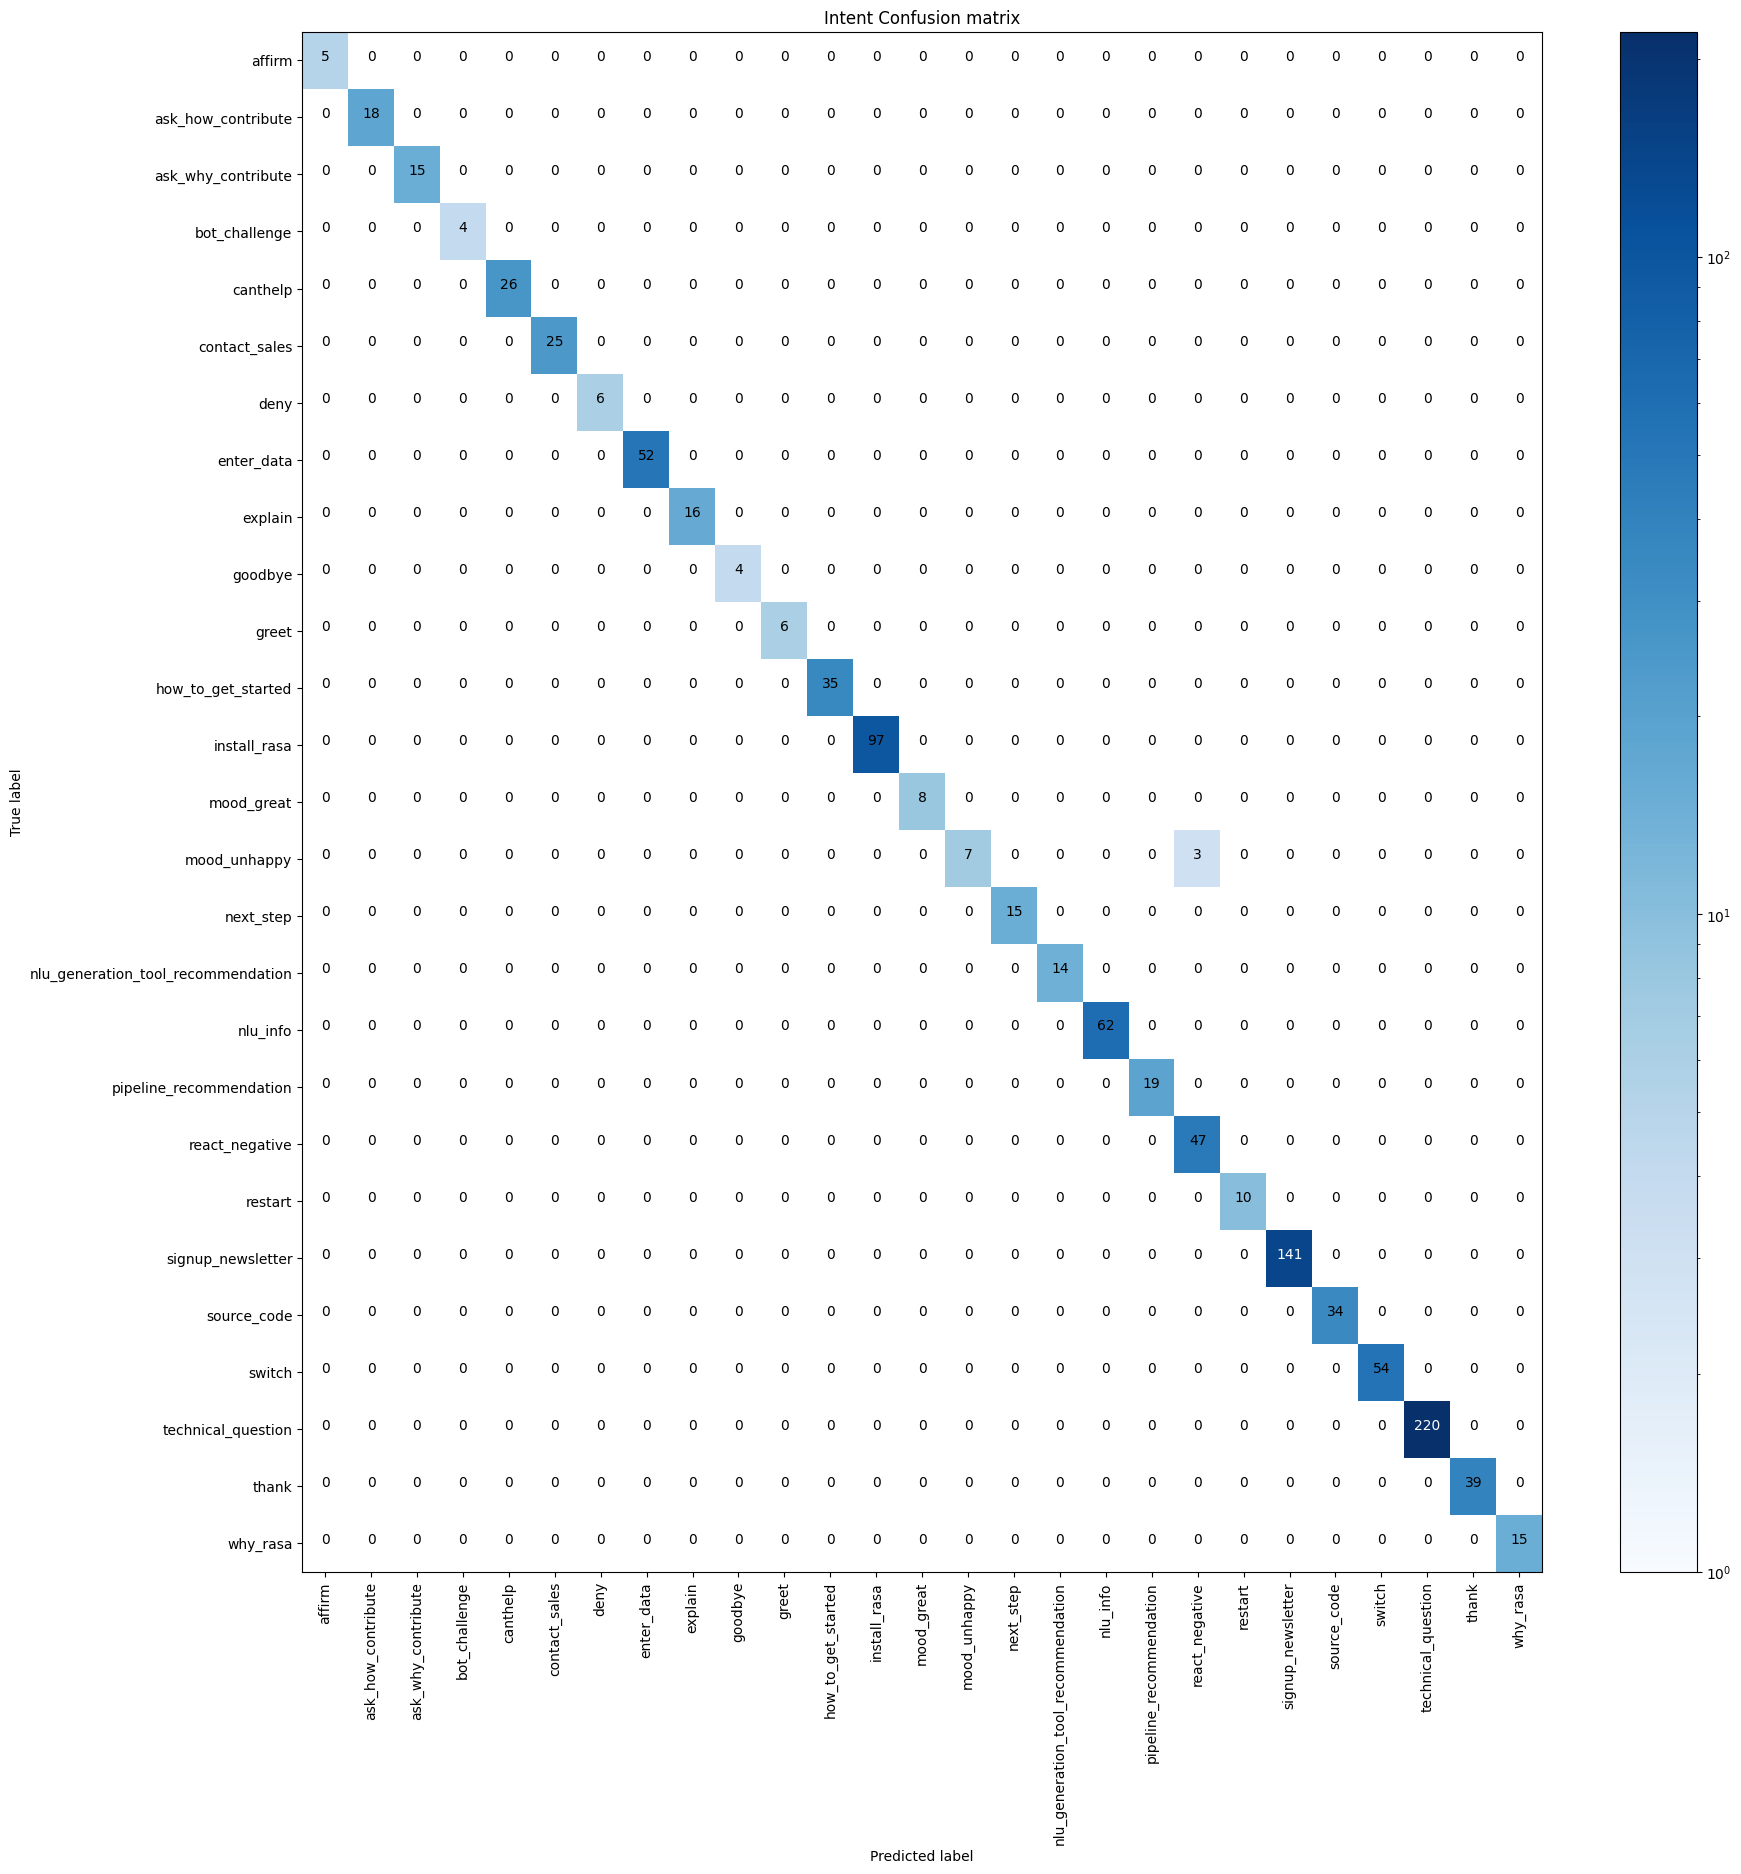 Intent Confusion matrix
affirm 5 0 0 0 0 0 0 0 0 0 0 0 0 0 0 0 0 0 0 0 0 0 0 0 0 0 0
ask_how_contribute 0 18 0 0 0 0 0 0 0 0 0 0 0 0 0 0 0 0 0 0 0 0 0 0 0 0 0
ask_why_contribute 0 0 15 0 0 0 0 0 0 0 0 0 0 0 0 0 0 0 0 0 0 0 0 0 0 0 0
bot_challenge 0 0 0 4 0 0 0 0 0 0 0 0 0 0 0 0 0 0 0 0 0 0 0 0 0 0 0
canthelp 0 0 0 0 26 0 0 0 0 0 0 0 0 0 0 0 0 0 0 0 0 0 0 0 0 0 0
contact_sales 0 0 0 0 0 25 0 0 0 0 0 0 0 0 0 0 0 0 0 0 0 0 0 0 0 0 0
deny 0 0 0 0 0 0 6 0 0 0 0 0 0 0 0 0 0 0 0 0 0 0 0 0 0 0 0
enter_data 0 0 0 0 0 0 0 52 0 0 0 0 0 0 0 0 0 0 0 0 0 0 0 0 0 0 0
explain 0 0 0 0 0 0 0 0 16 0 0 0 0 0 0 0 0 0 0 0 0 0 0 0 0 0 0
goodbye 0 0 0 0 0 0 0 0 0 4 0 0 0 0 0 0 0 0 0 0 0 0 0 0 0 0 0
greet 0 0 0 0 0 0 0 0 0 0 6 0 0 0 0 0 0 0 0 0 0 0 0 0 0 0 0
how_to_get_started 0 0 0 0 0 0 0 0 0 0 0 35 0 0 0 0 0 0 0 0 0 0 0 0 0 0 0
install_rasa 0 0 0 0 0 0 0 0 0 0 0 0 97 0 0 0 0 0 0 0 0 0 0 0 0 0 0
mood_great 0 0 0 0 0 0 0 0 0 0 0 0 0 8 0 0 0 0 0 0 0 0 0 0 0 0 0
mood_unhappy 0 0 0 0 0 0 0 0 0 0 0 0 0 0 7 0 0 0 0 3 0 0 0 0 0 0 0
next_step 0 0 0 0 0 0 0 0 0 0 0 0 0 0 0 15 0 0 0 0 0 0 0 0 0 0 0
nlu_generation_tool_recommendation 0 0 0 0 0 0 0 0 0 0 0 0 0 0 0 0 14 0 0 0 0 0 0 0 0 0 0
nlu_info 0 0 0 0 0 0 0 0 0 0 0 0 0 0 0 0 0 62 0 0 0 0 0 0 0 0 0
pipeline_recommendation 0 0 0 0 0 0 0 0 0 0 0 0 0 0 0 0 0 0 19 0 0 0 0 0 0 0 0
react_negative 0 0 0 0 0 0 0 0 0 0 0 0 0 0 0 0 0 0 0 47 0 0 0 0 0 0 0
restart 0 0 0 0 0 0 0 0 0 0 0 0 0 0 0 0 0 0 0 0 10 0 0 0 0 0 0
signup_newsletter 0 0 0 0 0 0 0 0 0 0 0 0 0 0 0 0 0 0 0 0 0 141 0 0 0 0 0
source_code 0 0 0 0 0 0 0 0 0 0 0 0 0 0 0 0 0 0 0 0 0 0 34 0 0 0 0
switch 0 0 0 0 0 0 0 0 0 0 0 0 0 0 0 0 0 0 0 0 0 0 0 54 0 0 0
technical_question 0 0 0 0 0 0 0 0 0 0 0 0 0 0 0 0 0 0 0 0 0 0 0 0 220 0 0
thank 0 0 0 0 0 0 0 0 0 0 0 0 0 0 0 0 0 0 0 0 0 0 0 0 0 39 0
why_rasa 0 0 0 0 0 0 0 0 0 0 0 0 0 0 0 0 0 0 0 0 0 0 0 0 0 0 15
True label
affirm
ask_how_contribute
ask_why_contribute
bot_challenge
canthelp
contact_sales
deny
enter_data
explain
goodbye
greet
how_to_get_started
install_rasa
mood_great
mood_unhappy
next_step
nlu_generation_tool_recommendation
nlu_info
pipeline_recommendation
react_negative
restart
signup_newsletter
source_code
switch
technical_question
thank
why_rasa
Predicted label
10²
10¹
10⁰